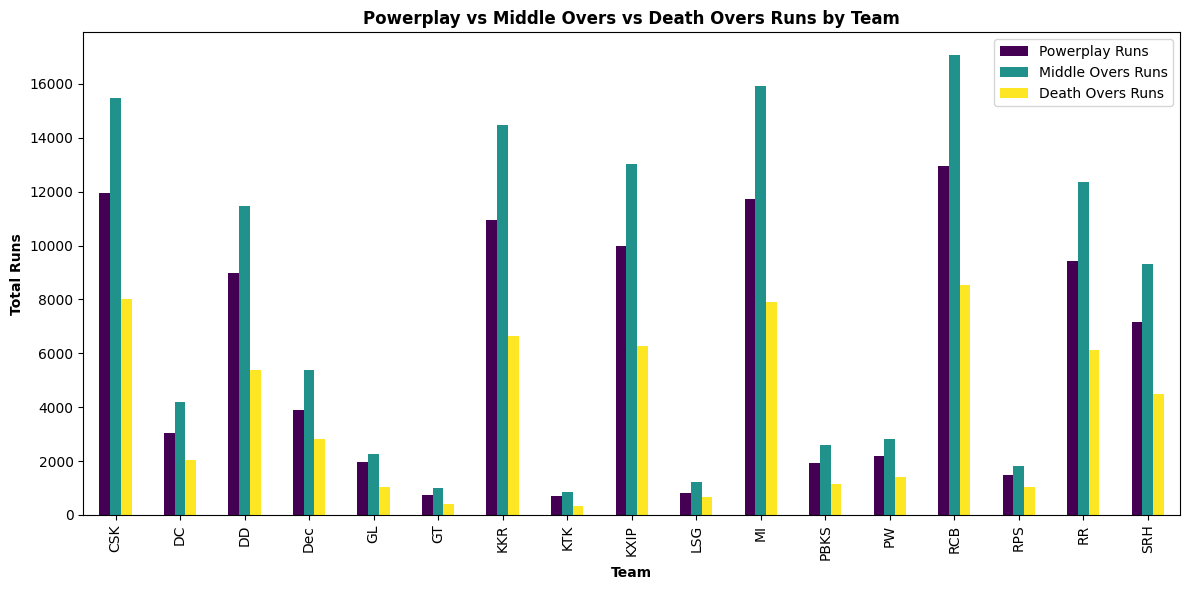 Powerplay vs Middle Overs vs Death Overs Runs by Team
Powerplay Runs
Middle Overs Runs
Death Overs Runs
Total Runs
16000
14000
12000
10000
8000
6000
4000
2000
0
CSK
DC
DD
Dec
GL
GT
KKR
KTK
KXIP
LSG
MI
PBKS
PW
RCB
RPS
RR
SRH
Team